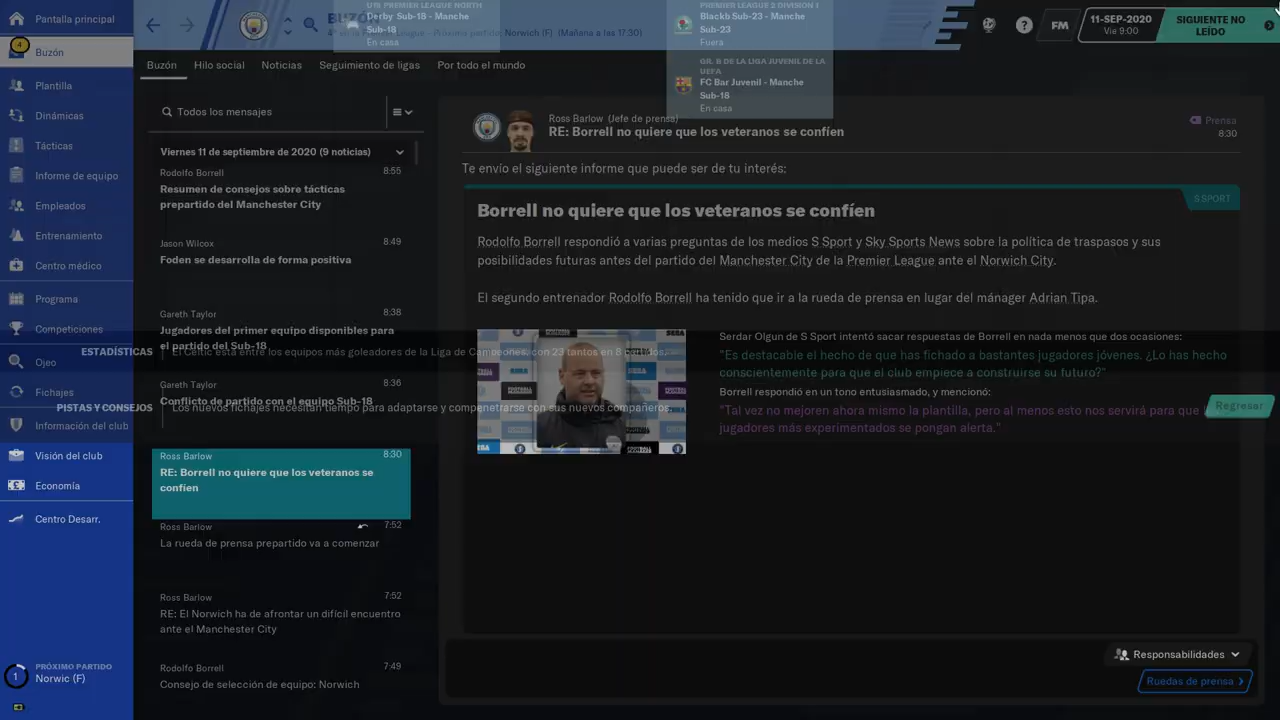 Pantalla principal
4
Buzón
Plantilla
Dinámicas
Tácticas
Informe de equipo
Empleados
Entrenamiento
Centro médico
Programa
Competiciones
Ojeo
Fichajes
Información del club
Visión del club
Economía
Centro Desarr.
1
PRÓXIMO PARTIDO
Norwic (F)
U18 PREMIER LEAGUE NORTH
Derby Sub-18 - Manche
Sub-18
En casa
PREMIER LEAGUE 2 DIVISIÓN 1
Blackb Sub-23 - Manche
Sub-23
Fuera
GR. B DE LA LIGA JUVENIL DE LA
UEFA
FC Bar Juvenil - Manche
Sub-18
En casa
Próximo partido: Norwich (F) (Mañana a las 17:30)
?
FM
11-SEP-2020
Vie 9:00
SIGUIENTE NO
LEÍDO
Buzón
Hilo social
Noticias
Seguimiento de ligas
Por todo el mundo
Todos los mensajes
Viernes 11 de septiembre de 2020 (9 noticias)
Rodolfo Borrell 8:55
Resumen de consejos sobre tácticas
prepartido del Manchester City
Jason Wilcox 8:49
Foden se desarrolla de forma positiva
Gareth Taylor 8:38
Jugadores del primer equipo disponibles para
el partido del Sub-18
Gareth Taylor 8:36
Conflicto de partido con el equipo Sub-18
Ross Barlow 8:30
RE: Borrell no quiere que los veteranos se
confíen
Ross Barlow 7:52
La rueda de prensa prepartido va a comenzar
Ross Barlow 7:52
RE: El Norwich ha de afrontar un difícil encuentro
ante el Manchester City
Rodolfo Borrell 7:49
Consejo de selección de equipo: Norwich
ESTADÍSTICAS El Celtic está entre los equipos más goleadores de la Liga de Campeones, con 23 tantos en 8 partidos.
PISTAS Y CONSEJOS Los nuevos fichajes necesitan tiempo para adaptarse y compenetrarse con sus nuevos compañeros.
Ross Barlow (Jefe de prensa)
RE: Borrell no quiere que los veteranos se confíen
Prensa
8:30
Te envío el siguiente informe que puede ser de tu interés:
S SPORT
Borrell no quiere que los veteranos se confíen
Rodolfo Borrell respondió a varias preguntas de los medios S Sport y Sky Sports News sobre la política de traspasos y sus
posibilidades futuras antes del partido del Manchester City de la Premier League ante el Norwich City.
El segundo entrenador Rodolfo Borrell ha tenido que ir a la rueda de prensa en lugar del mánager Adrian Tipa.
SEGA
Serdar Olgun de S Sport intentó sacar respuestas de Borrell en nada menos que dos ocasiones:
"Es destacable el hecho de que has fichado a bastantes jugadores jóvenes. ¿Lo has hecho
conscientemente para que el club empiece a construirse su futuro?"
Borrell respondió en un tono entusiasmado, y mencionó:
"Tal vez no mejoren ahora mismo la plantilla, pero al menos esto nos servirá para que
jugadores más experimentados se pongan alerta."
Regresar
Responsabilidades
Ruedas de prensa